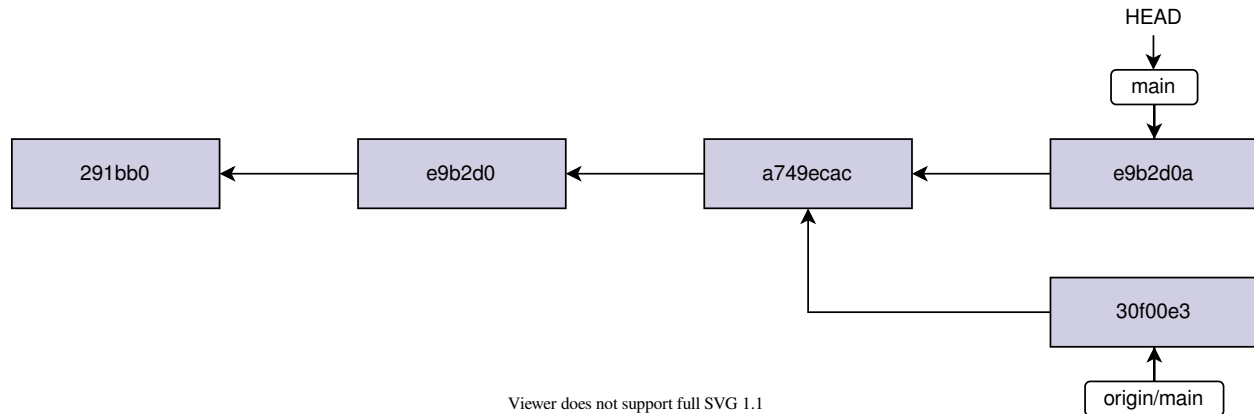 HEAD
main
291bb0
e9b2d0
a749ecac
e9b2d0a
30f00e3
origin/main
Viewer does not support full SVG 1.1